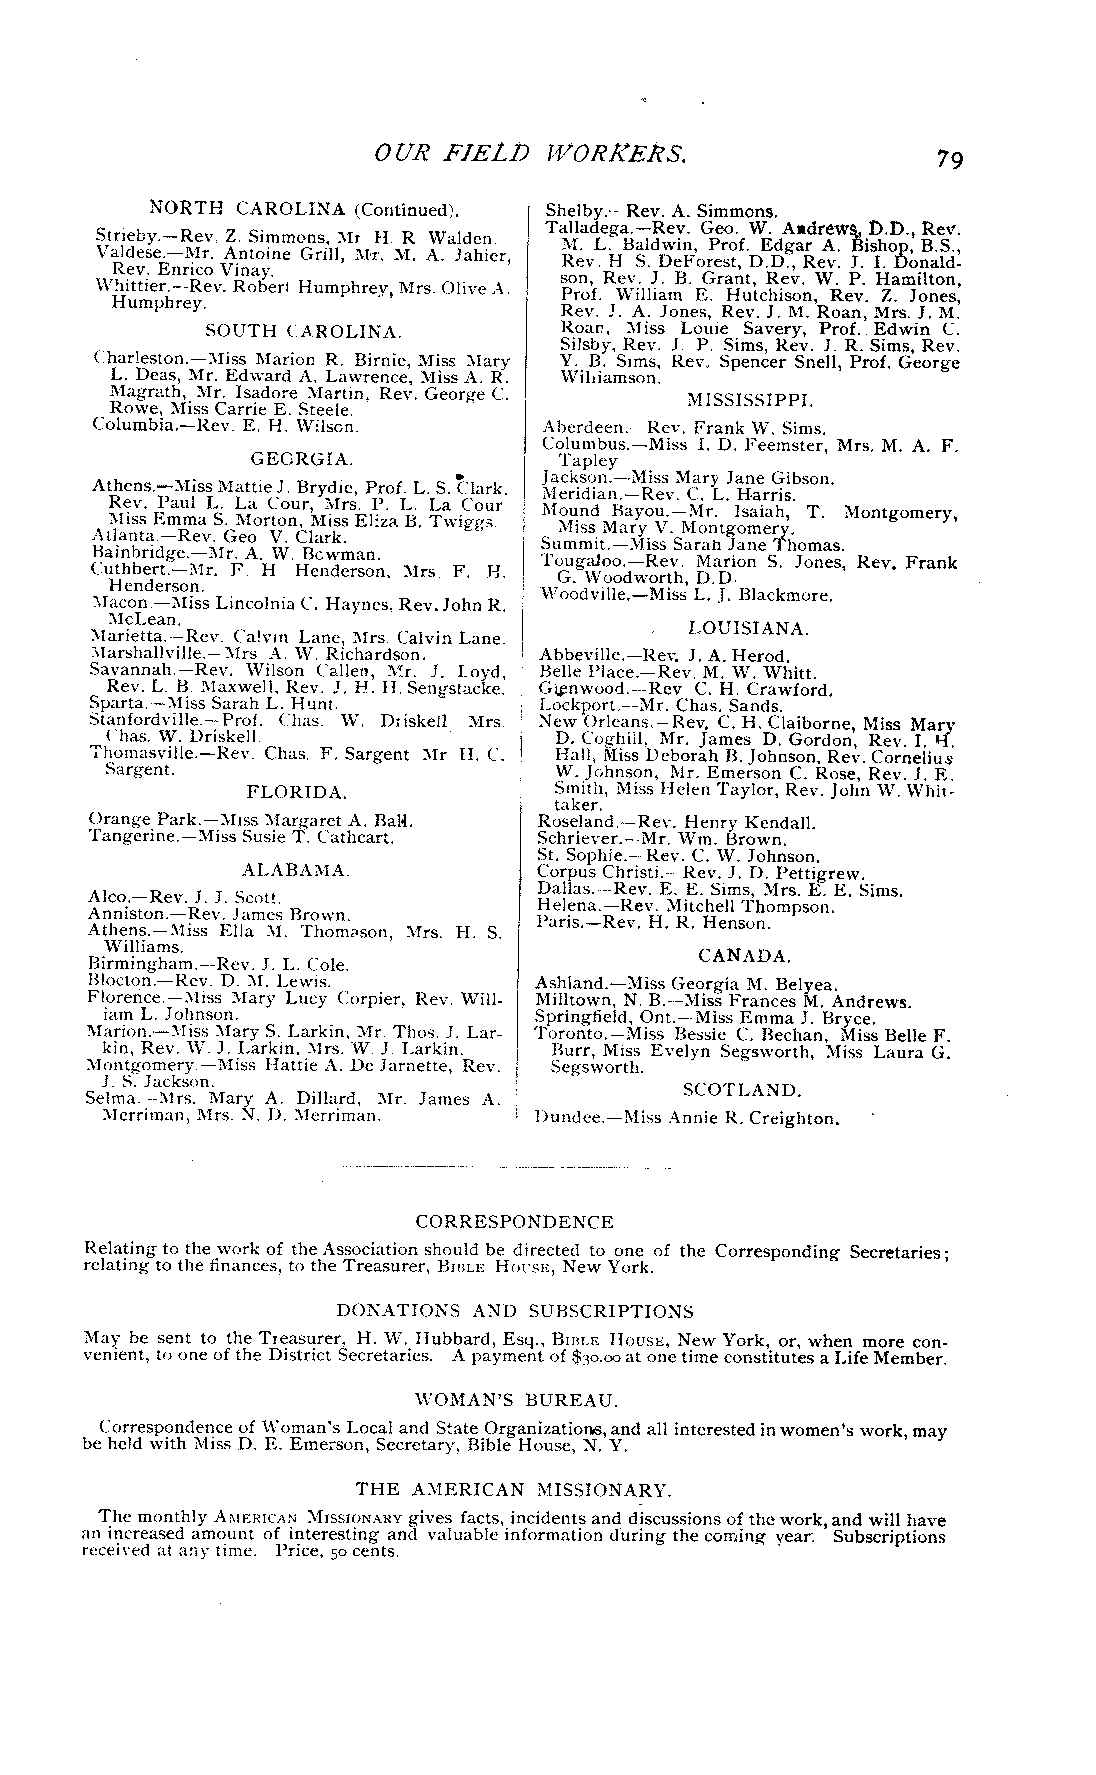 OUR FIELD WORKERS. 79
NORTH CAROLINA (Continued).
Strieby.—Rev. Z. Simmons, Mr H. R Walden.
Valdese.—Mr. Antoine Grill, Mr. M. A. Jahier,
Rev. Enrico Vinay.
Whittier.--Rev. Robert Humphrey, Mrs. Olive A.
Humphrey.
SOUTH CAROLINA.
Charleston.—Miss Marion R. Birnie, Miss Mary
L. Deas, Mr. Edward A. Lawrence, Miss A. R.
Magrath, Mr. Isadore Martin, Rev. George C.
Rowe, Miss Carrie E. Steele.
Columbia.—Rev. E. H. Wilson.
GEORGIA.
Athens.—Miss Mattie J. Brydie, Prof. L. S. Clark.
Rev. Paul L. La Cour, Mrs. P. L. La Cour
Miss Emma S. Morton, Miss Eliza B. Twiggs.
Atlanta.—Rev. Geo V. Clark.
Bainbridge.—Mr. A. W. Bowman.
Cuthbert.—Mr. F. H Henderson, Mrs. F. H.
Henderson.
Macon.—Miss Lincolnia C. Haynes, Rev. John R.
McLean.
Marietta.—Rev. Calvin Lane, Mrs. Calvin Lane.
Marshallville.—Mrs A. W. Richardson.
Savannah.—Rev. Wilson Callen, Mr. J. Loyd,
Rev. L. B. Maxwell, Rev. J. H. H. Sengstacke.
Sparta.—Miss Sarah L. Hunt.
Stanfordville.—Prof. Chas. W. Driskell Mrs.
Chas. W. Driskell.
Thomasville.—Rev. Chas. F. Sargent Mr H. C.
Sargent.
FLORIDA.
Orange Park.—Miss Margaret A. Ball.
Tangerine.—Miss Susie T. Cathcart.
ALABAMA.
Alco.—Rev. J. J. Scott.
Anniston.—Rev. James Brown.
Athens.—Miss Ella M. Thomason, Mrs. H. S.
Williams.
Birmingham.—Rev. J. L. Cole.
Blocton.—Rev. D. M. Lewis.
Florence.—Miss Mary Lucy Corpier, Rev. Will-
iam L. Johnson.
Marion.—Miss Mary S. Larkin, Mr. Thos. J. Lar-
kin, Rev. W. J. Larkin, Mrs. W. J. Larkin.
Montgomery.—Miss Hattie A. De Jarnette, Rev.
J. S. Jackson.
Selma.--Mrs. Mary A. Dillard, Mr. James A.
Merriman, Mrs. N. D. Merriman.
Shelby.-- Rev. A. Simmons.
Talladega.—Rev. Geo. W. Andrews, D.D., Rev.
M. L. Baldwin, Prof. Edgar A. Bishop, B.S.,
Rev. H S. DeForest, D.D., Rev. J. I. Donald-
son, Rev. J. B. Grant, Rev. W. P. Hamilton,
Prof. William E. Hutchison, Rev. Z. Jones,
Rev. J. A. Jones, Rev. J. M. Roan, Mrs. J. M.
Roan, Miss Louie Savery, Prof. Edwin C.
Silsby, Rev. J. P. Sims, Rev. J. R. Sims, Rev.
Y. B. Sims, Rev. Spencer Snell, Prof. George
Williamson.
MISSISSIPPI.
Aberdeen.- Rev. Frank W. Sims.
Columbus.—Miss I. D. Feemster, Mrs. M. A. F.
Tapley
Jackson.—Miss Mary Jane Gibson.
Meridian.—Rev. C. L. Harris.
Mound Bayou.—Mr. Isaiah, T. Montgomery,
Miss Mary V. Montgomery.
Summit.—Miss Sarah Jane Thomas.
Tougaloo.—Rev. Marion S. Jones, Rev. Frank
G. Woodworth, D.D.
Woodville.—Miss L. J. Blackmore.
LOUISIANA.
Abbeville.—Rev. J. A. Herod.
Belle Place.—Rev. M. W. Whitt.
Glenwood.—Rev C. H. Crawford.
Lockport.--Mr. Chas. Sands.
New Orleans.—Rev. C. H. Claiborne, Miss Mary
D. Coghill, Mr. James D. Gordon, Rev. I. H.
Hall, Miss Deborah B. Johnson, Rev. Cornelius
W. Johnson, Mr. Emerson C. Rose, Rev. J. E.
Smith, Miss Helen Taylor, Rev. John W. Whit-
taker.
Roseland.—Rev. Henry Kendall.
Schriever.--Mr. Wm. Brown.
St. Sophie.—Rev. C. W. Johnson.
Corpus Christi.-- Rev. J. D. Pettigrew.
Dallas.—Rev. E. E. Sims, Mrs. E. E. Sims.
Helena.—Rev. Mitchell Thompson.
Paris.—Rev. H. R. Henson.
CANADA.
Ashland.—Miss Georgia M. Belyea.
Milltown, N. B.—Miss Frances M. Andrews.
Springfield, Ont.—Miss Emma J. Bryce.
Toronto.—Miss Bessie C. Bechan, Miss Belle F.
Burr, Miss Evelyn Segsworth, Miss Laura G.
Segsworth.
SCOTLAND.
Dundee.—Miss Annie R. Creighton.
CORRESPONDENCE
Relating to the work of the Association should be directed to one of the Corresponding Secretaries;
relating to the finances, to the Treasurer, BIBLE HOUSE, New York.
DONATIONS AND SUBSCRIPTIONS
May be sent to the Treasurer, H. W. Hubbard, Esq., BIBLE HOUSE, New York, or, when more con-
venient, to one of the District Secretaries. A payment of $30.00 at one time constitutes a Life Member.
WOMAN'S BUREAU.
Correspondence of Woman's Local and State Organizations, and all interested in women's work, may
be held with Miss D. E. Emerson, Secretary, Bible House, N. Y.
THE AMERICAN MISSIONARY.
The monthly AMERICAN MISSIONARY gives facts, incidents and discussions of the work, and will have
an increased amount of interesting and valuable information during the coming year. Subscriptions
received at any time. Price, 50 cents.